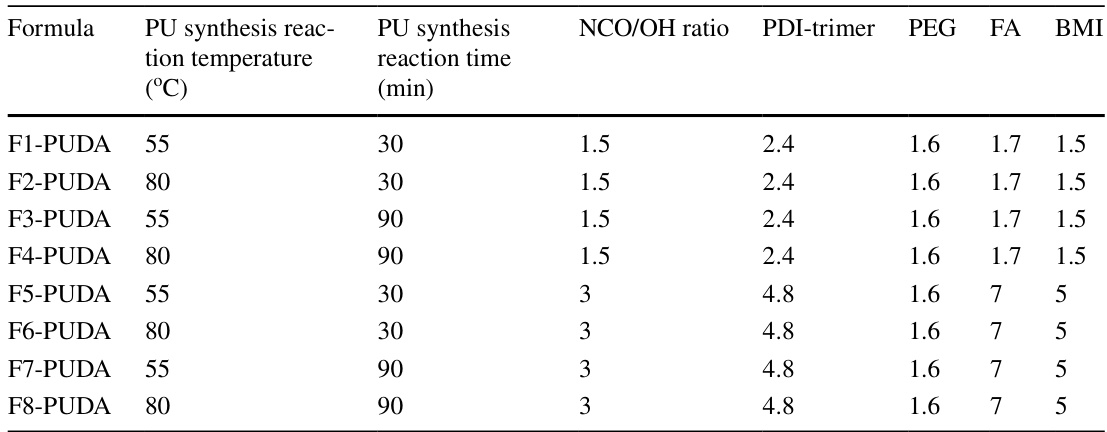 Formula PU synthesis reac- PU synthesis NCO/OH ratio PDI-trimer PEG FA BMI
tion temperature reaction time
(ºC) (min)
F1-PUDA 55 30 1.5 2.4 1.6 1.7 1.5
F2-PUDA 80 30 1.5 2.4 1.6 1.7 1.5
F3-PUDA 55 90 1.5 2.4 1.6 1.7 1.5
F4-PUDA 80 90 1.5 2.4 1.6 1.7 1.5
F5-PUDA 55 30 3 4.8 1.6 7 5
F6-PUDA 80 30 3 4.8 1.6 7 5
F7-PUDA 55 90 3 4.8 1.6 7 5
F8-PUDA 80 90 3 4.8 1.6 7 5